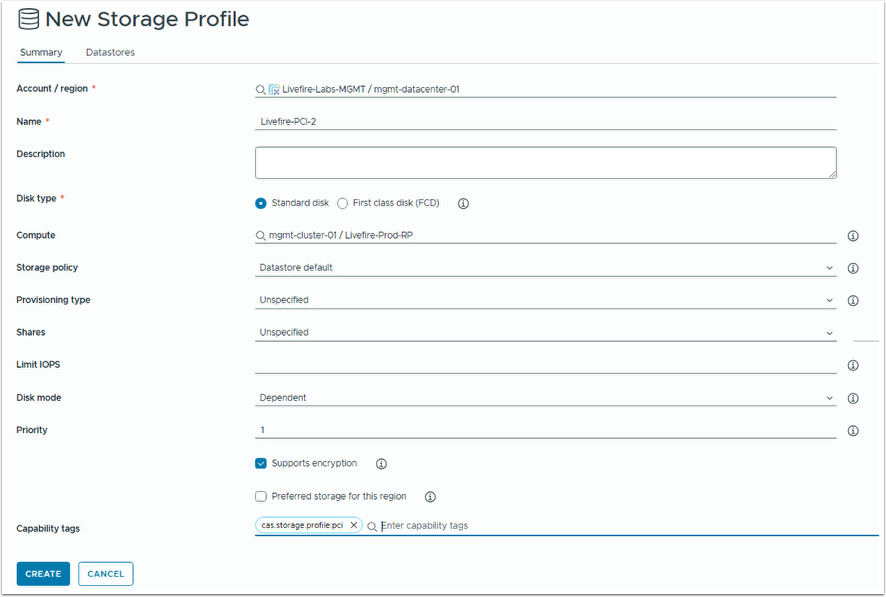 New Storage Profile
Summary Datastores
Account / region * Livefire-Labs-MGMT / mgmt-datacenter-01
Name * Livefire-PCI-2
Description
Disk type * Standard disk First class disk (FCD)
Compute mgmt-cluster-01 / Livefire-Prod-RP
Storage policy Datastore default
Provisioning type Unspecified
Shares Unspecified
Limit IOPS
Disk mode Dependent
Priority 1
Supports encryption
Preferred storage for this region
Capability tags cas.storage.profile:pci Enter capability tags
CREATE CANCEL